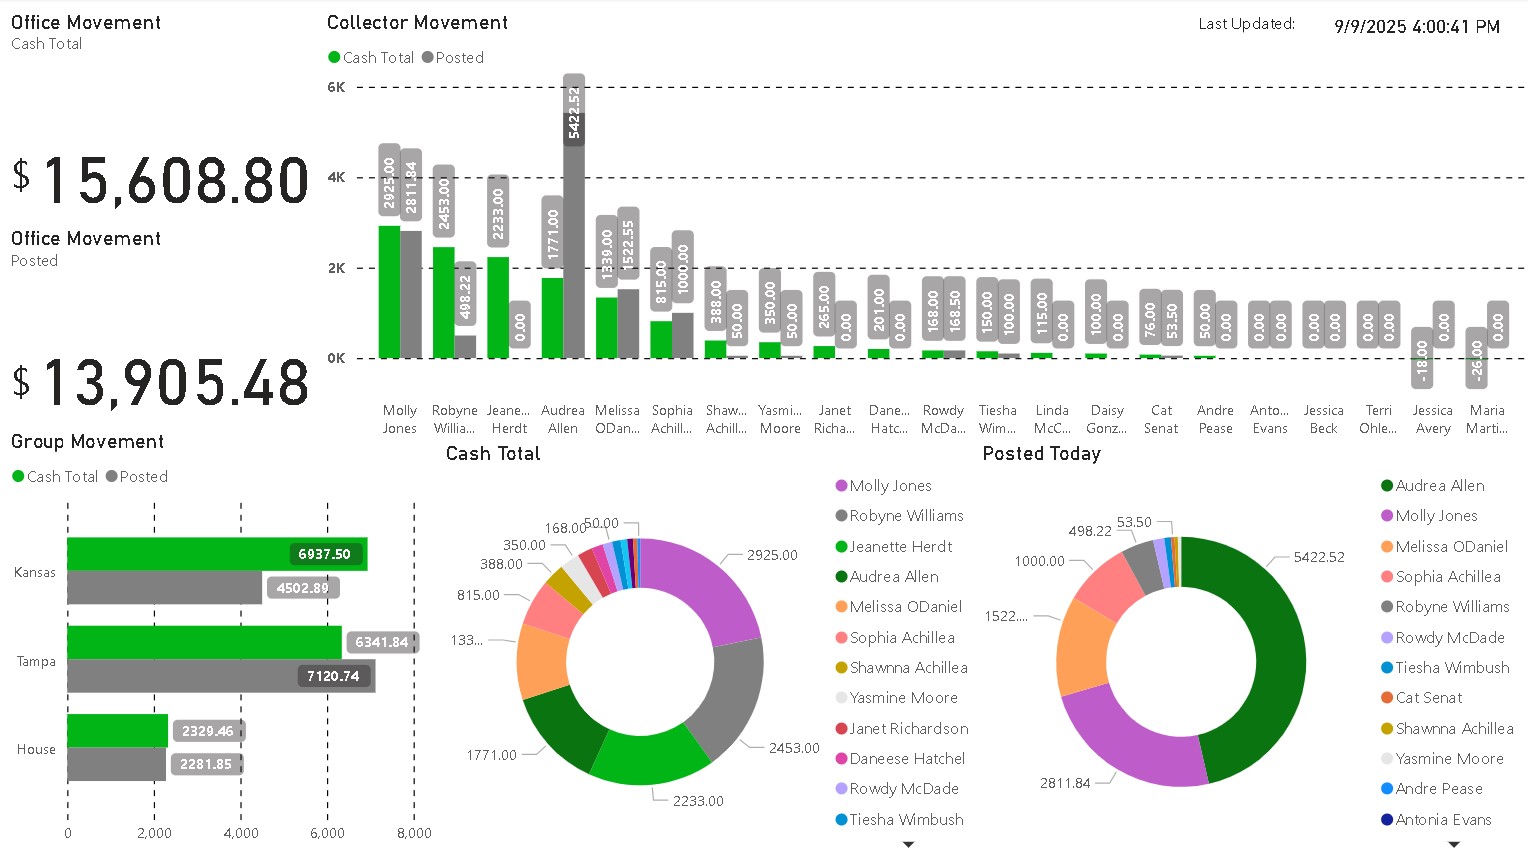 Office Movement
Cash Total
$ 15,608.80
Office Movement
Posted
$ 13,905.48
Collector Movement
Cash Total Posted
Last Updated: 9/9/2025 4:00:41 PM
6K
4K
2K
0K
2925.00 2811.84
2453.00 498.22
2233.00 0.00
1771.00 5422.52
1339.00 1522.55
815.00 1000.00
388.00 50.00
350.00 50.00
265.00 0.00
201.00 0.00
168.00 168.50
150.00 100.00
115.00 0.00
100.00 0.00
76.00 53.50
50.00 0.00
0.00 0.00
0.00 0.00
0.00 0.00
-18.00 0.00
-26.00 0.00
Molly Jones
Robyne Willia...
Jeane... Herdt
Audrea Allen
Melissa ODan...
Sophia Achill...
Shaw... Achill...
Yasmi... Moore
Janet Richa...
Dane... Hatc...
Rowdy McDa...
Tiesha Wim...
Linda McC...
Daisy Gonz...
Cat Senat
Andre Pease
Anto... Evans
Jessica Beck
Terri Ohle...
Jessica Avery
Maria Marti...
Group Movement
Cash Total Posted
Kansas
6937.50
4502.89
Tampa
6341.84
7120.74
House
2329.46
2281.85
0 2,000 4,000 6,000 8,000
Cash Total
2925.00
2453.00
2233.00
1771.00
133...
815.00
388.00
350.00
168.00
50.00
Molly Jones
Robyne Williams
Jeanette Herdt
Audrea Allen
Melissa ODaniel
Sophia Achillea
Shawnna Achillea
Yasmine Moore
Janet Richardson
Daneese Hatchel
Rowdy McDade
Tiesha Wimbush
Posted Today
5422.52
2811.84
1522....
1000.00
498.22
53.50
Audrea Allen
Molly Jones
Melissa ODaniel
Sophia Achillea
Robyne Williams
Rowdy McDade
Tiesha Wimbush
Cat Senat
Shawnna Achillea
Yasmine Moore
Andre Pease
Antonia Evans